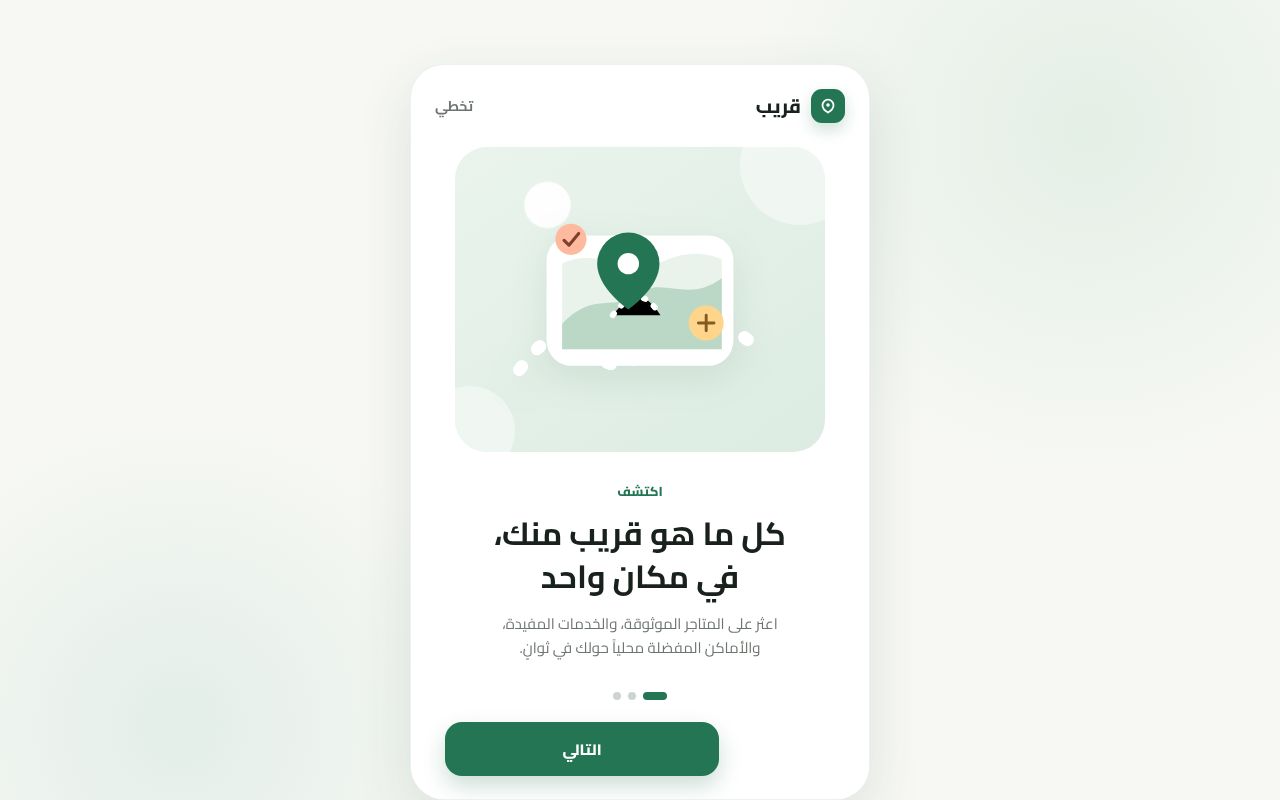 قريب
تخطي
اكتشف
كل ما هو قريب منك،
في مكان واحد
اعثر على المتاجر الموثوقة، والخدمات المفيدة،
والأماكن المفضلة محلياً حولك في ثوانٍ.
التالي